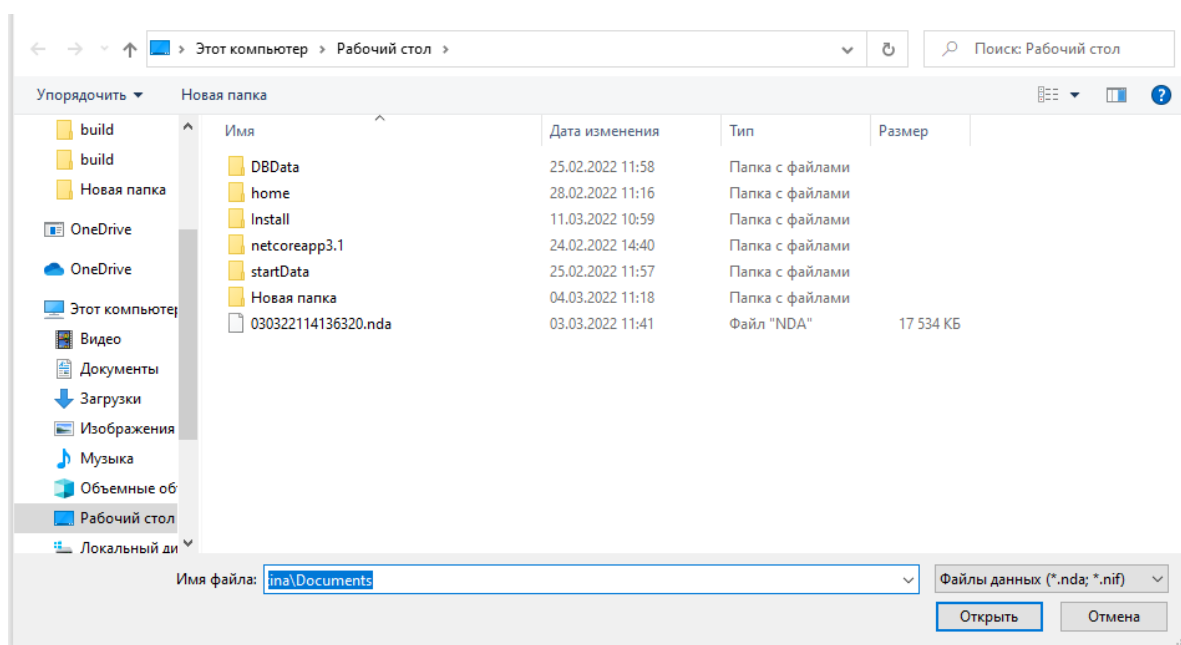 Этот компьютер › Рабочий стол ›
Поиск: Рабочий стол
Упорядочить Новая папка
build
build
Новая папка
OneDrive
OneDrive
Этот компьютер
Видео
Документы
Загрузки
Изображения
Музыка
Объемные об
Рабочий стол
Локальный ди
Имя Дата изменения Тип Размер
DBData 25.02.2022 11:58 Папка с файлами
home 28.02.2022 11:16 Папка с файлами
Install 11.03.2022 10:59 Папка с файлами
netcoreapp3.1 24.02.2022 14:40 Папка с файлами
startData 25.02.2022 11:57 Папка с файлами
Новая папка 04.03.2022 11:18 Папка с файлами
030322114136320.nda 03.03.2022 11:41 Файл "NDA" 17 534 КБ
Имя файла: ina\Documents
Файлы данных (*.nda; *.nif)
Открыть Отмена